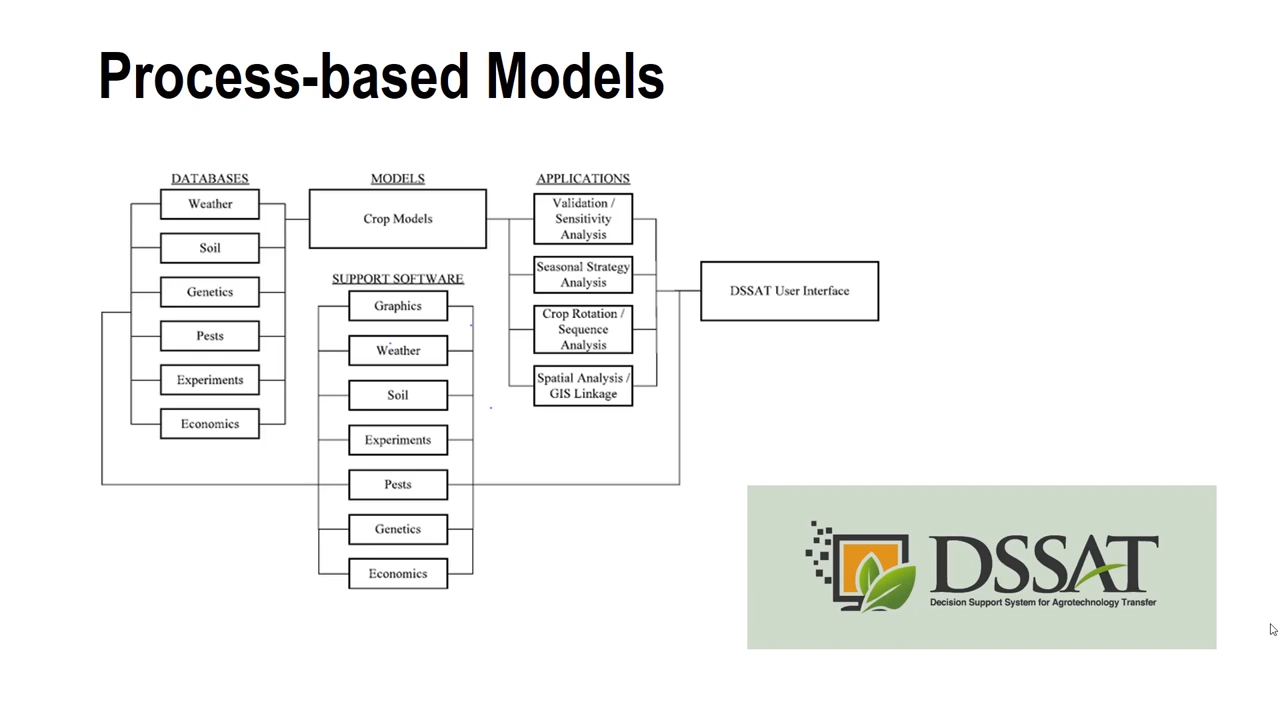 Process-based Models
DATABASES
Weather
Soil
Genetics
Pests
Experiments
Economics
MODELS
Crop Models
SUPPORT SOFTWARE
Graphics
Weather
Soil
Experiments
Pests
Genetics
Economics
APPLICATIONS
Validation /
Sensitivity
Analysis
Seasonal Strategy
Analysis
Crop Rotation /
Sequence
Analysis
Spatial Analysis /
GIS Linkage
DSSAT User Interface
DSSAT
Decision Support System for Agrotechnology Transfer